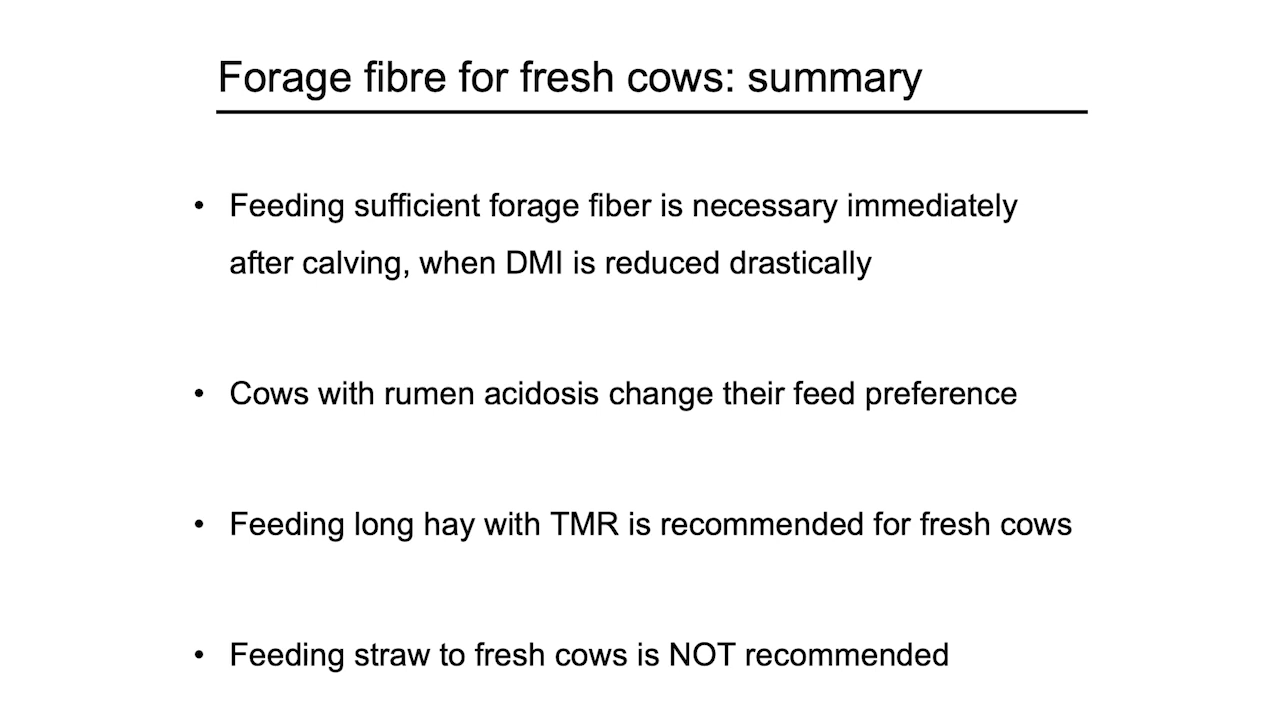 Forage fibre for fresh cows: summary
• Feeding sufficient forage fiber is necessary immediately
after calving, when DMI is reduced drastically
• Cows with rumen acidosis change their feed preference
• Feeding long hay with TMR is recommended for fresh cows
• Feeding straw to fresh cows is NOT recommended